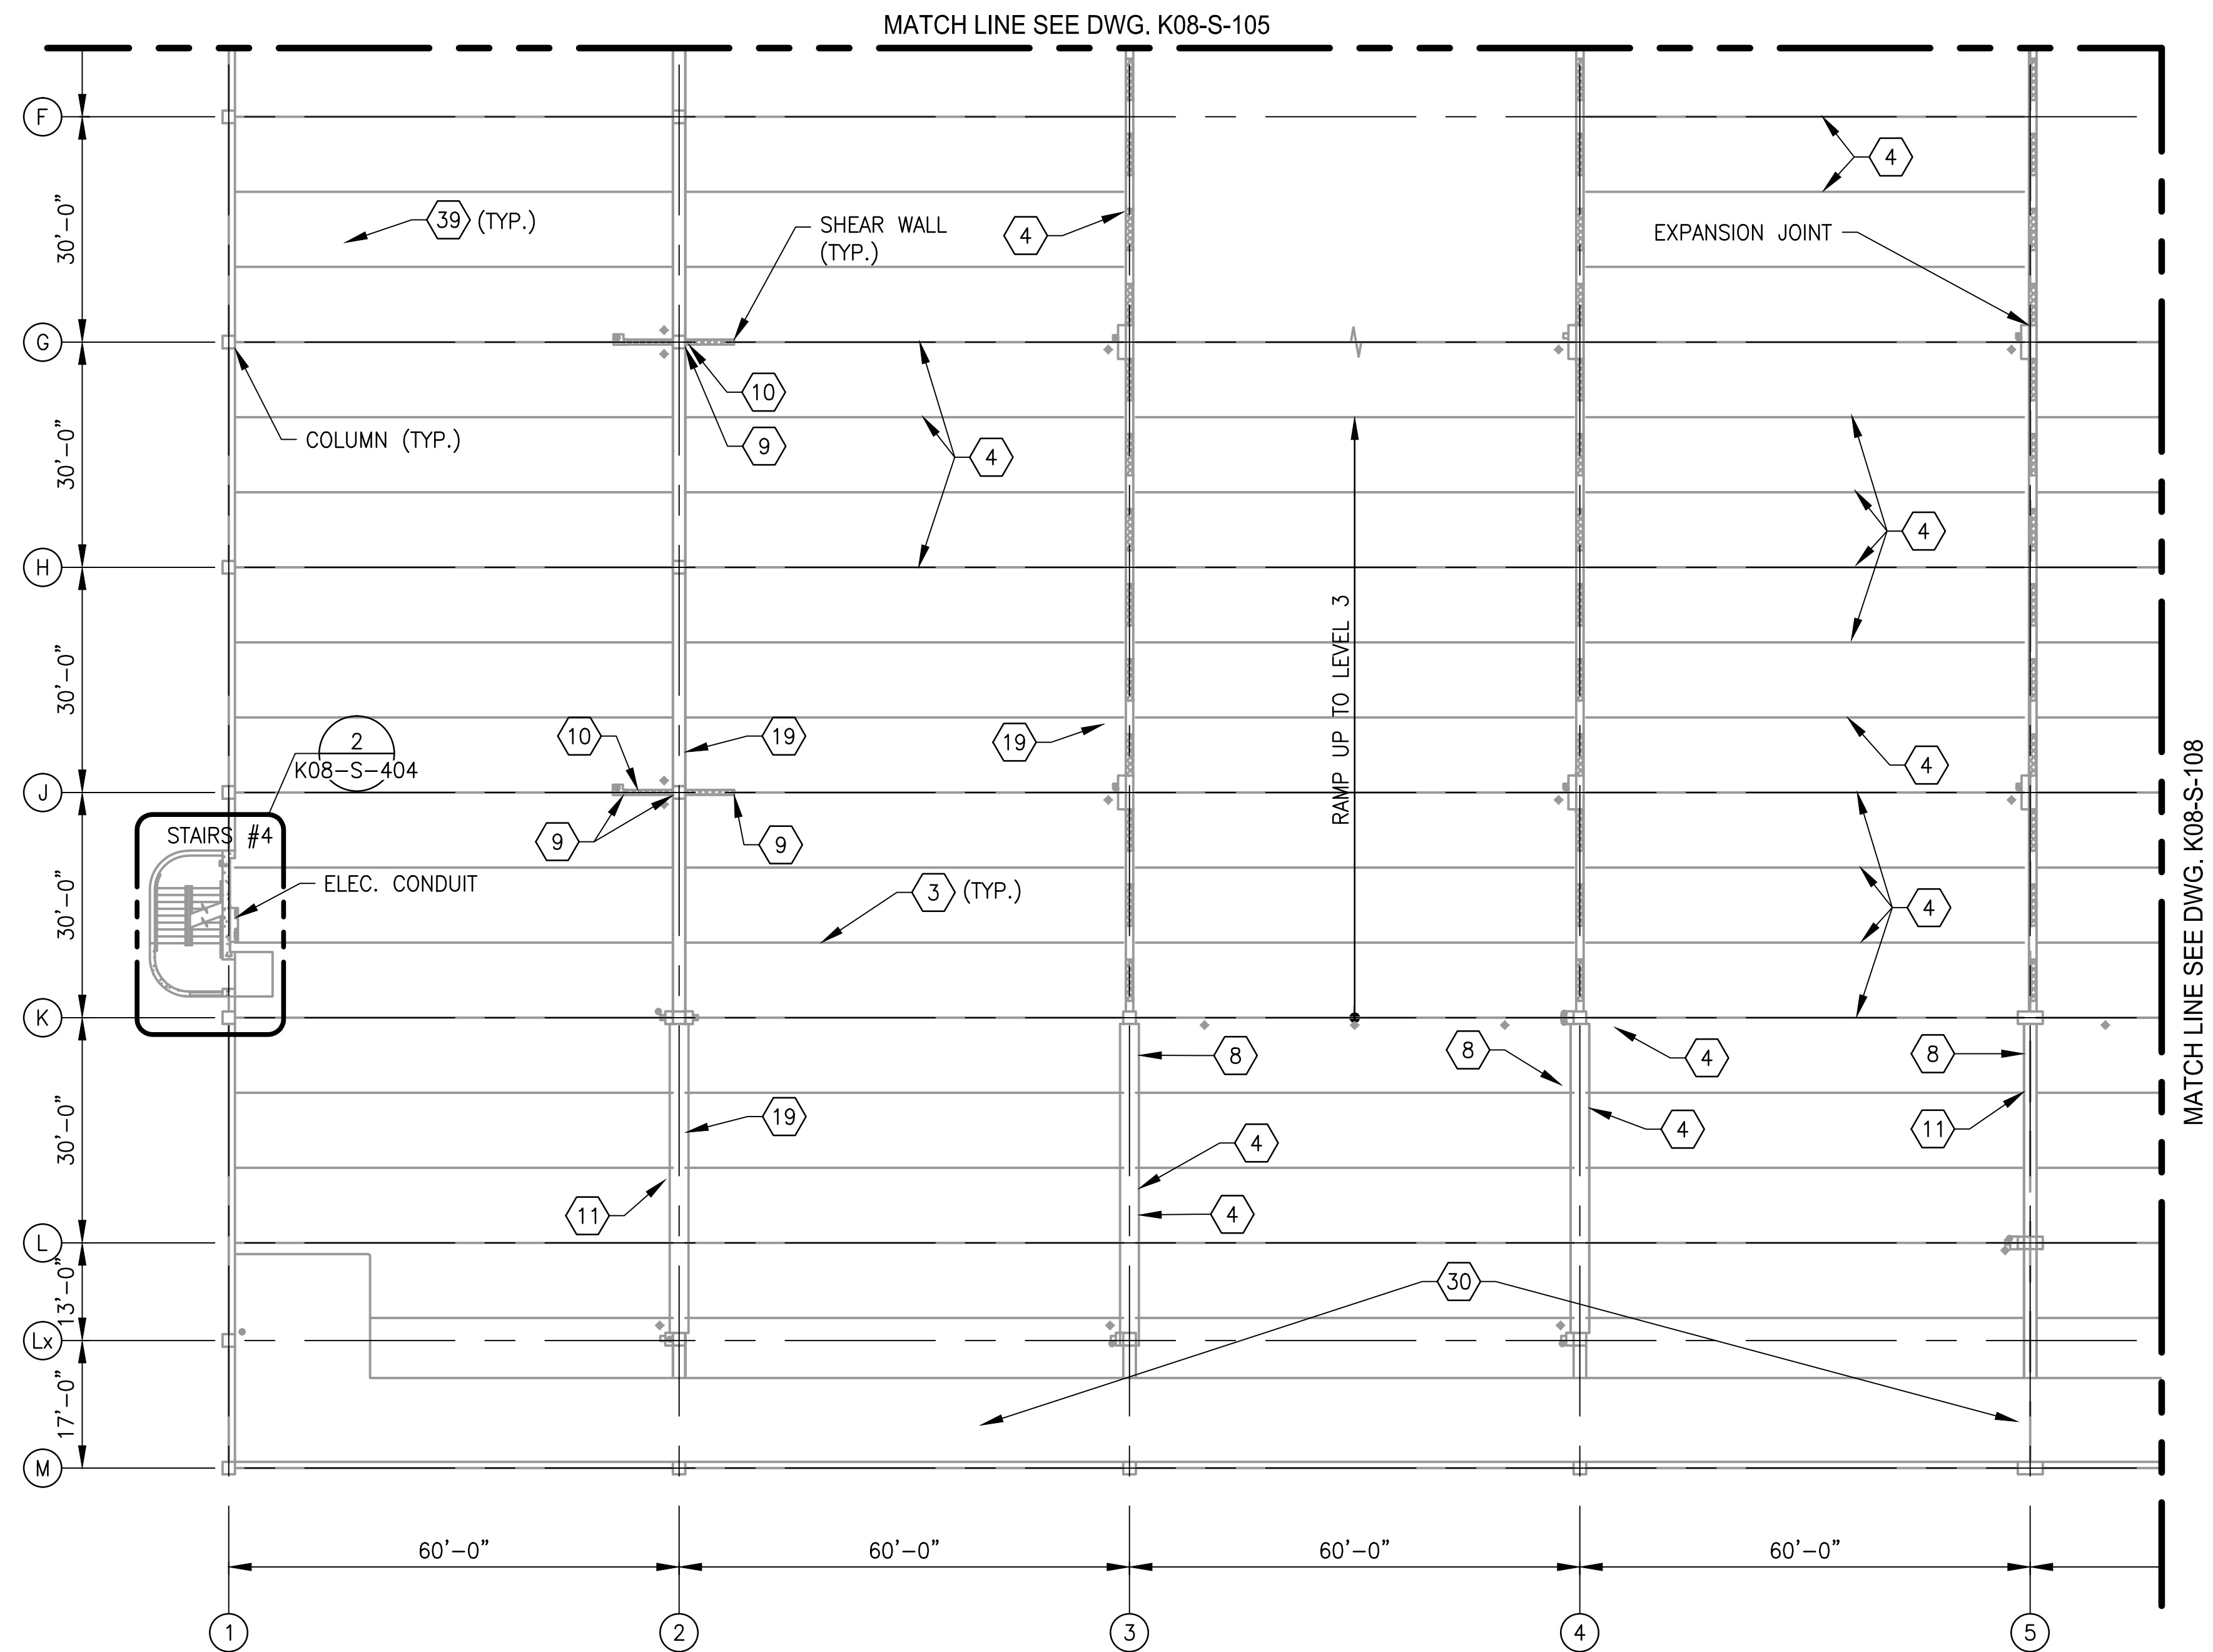 MATCH LINE SEE DWG. K08-S-105
F
4
30'-0"
39 (TYP.)
SHEAR WALL
(TYP.)
4
EXPANSION JOINT
G
10
COLUMN (TYP.)
9
4
30'-0"
4
H
RAMP UP TO LEVEL 3
30'-0"
2
K08-S-404
10
19
19
4
J
STAIRS #4
9
9
ELEC. CONDUIT
3 (TYP.)
30'-0"
4
MATCH LINE SEE DWG. K08-S-108
K
8
8
4
8
19
4
4
11
30'-0"
11
4
L
30
13'-0"
Lx
17'-0"
M
60'-0"
60'-0"
60'-0"
60'-0"
1
2
3
4
5